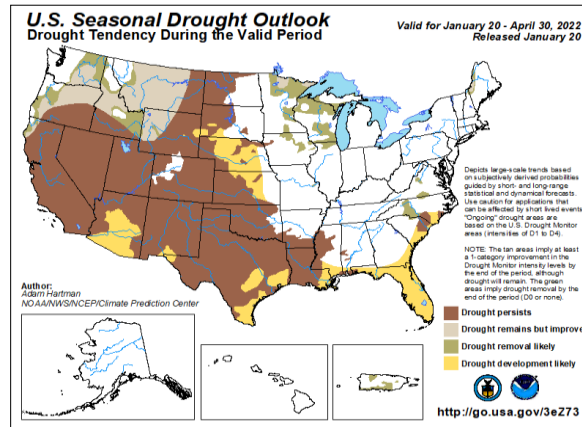 U.S. Seasonal Drought Outlook
Drought Tendency During the Valid Period
Valid for January 20 - April 30, 2022
Released January 20
Depicts large-scale trends based
on subjectively derived probabilities
guided by short- and long-range
statistical and dynamical forecasts.
Use caution for applications that
can be affected by short lived events
"Ongoing" drought areas are
based on the U.S. Drought Monitor
areas (intensities of D1 to D4).
NOTE: The tan areas imply at least
a 1-category improvement in the
Drought Monitor intensity levels by
the end of the period, although
drought will remain. The green
areas imply drought removal by the
end of the period (D0 or none).
Author:
Adam Hartman
NOAA/NWS/NCEP/Climate Prediction Center
Drought persists
Drought remains but improve
Drought removal likely
Drought development likely
http://go.usa.gov/3eZ73